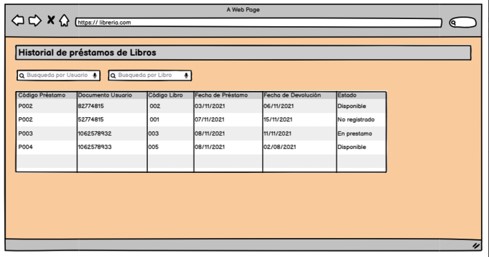 A Web Page
https:// libreria.com
Historial de préstamos de Libros
Busqueda por Usuario Busqueda por Libro
Código Préstamo Documento Usuario Código Libro Fecha de Préstamo Fecha de Devolución Estado
P002 82774815 002 03/11/2021 06/11/2021 Disponible
P002 52774815 001 07/11/2021 15/11/2021 No registrado
P003 1062578932 003 08/11/2021 11/11/2021 En prestamo
P004 1062578933 005 08/11/2021 02/08/2021 Disponible